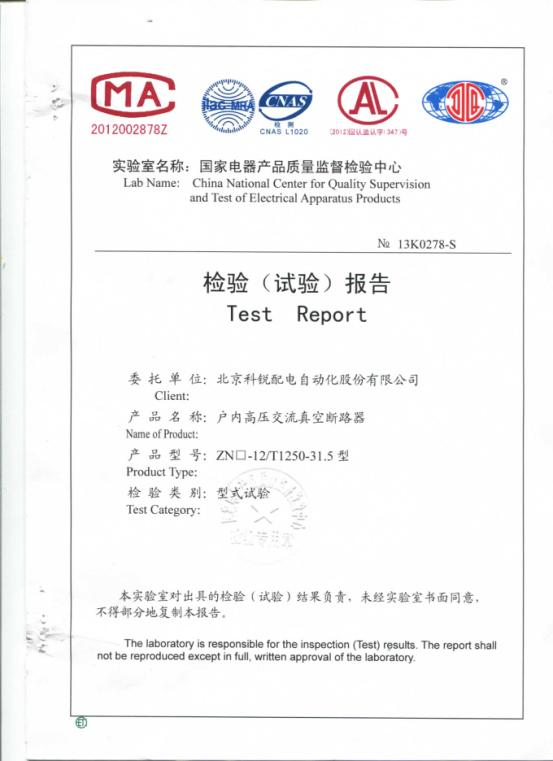 MA
2012002878Z
ilac-MRA
CNAS
检 测
CNAS L1020
AL
(2012)国认监认字(347)号
®
实验室名称：国家电器产品质量监督检验中心
Lab Name: China National Center for Quality Supervision
and Test of Electrical Apparatus Products
№ 13K0278-S
检验（试验）报告
Test Report
委 托 单 位：北京科锐配电自动化股份有限公司
Client:
产 品 名 称：户内高压交流真空断路器
Name of Product:
产 品 型 号：ZN□-12/T1250-31.5 型
Product Type:
检 验 类 别：型式试验
Test Category:
检验专用章
本实验室对出具的检验（试验）结果负责，未经实验室书面同意，
不得部分地复制本报告。
The laboratory is responsible for the inspection (Test) results. The report shall
not be reproduced except in full, written approval of the laboratory.